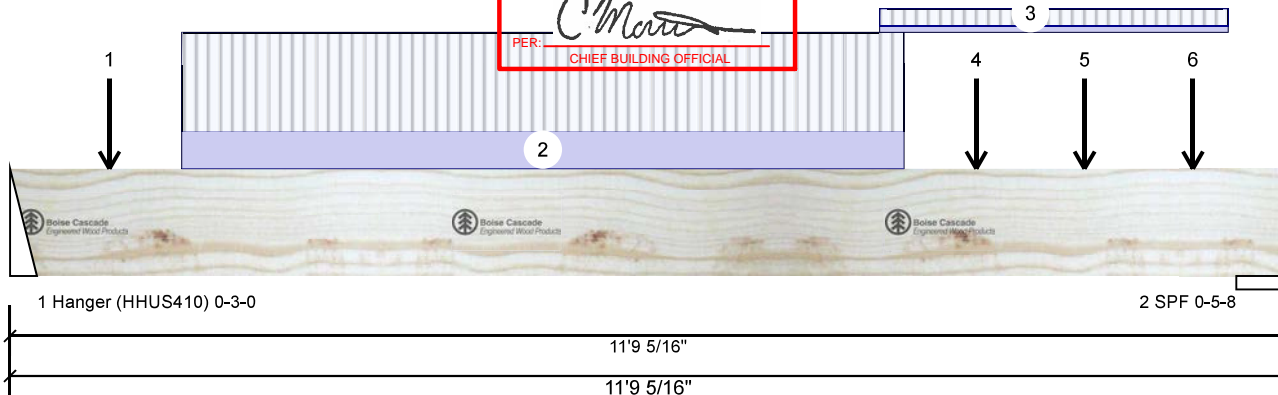 3
PER:
CHIEF BUILDING OFFICIAL
1
4
5
6
2
Boise Cascade
Engineered Wood Products
Boise Cascade
Engineered Wood Products
Boise Cascade
Engineered Wood Products
1 Hanger (HHUS410) 0-3-0
2 SPF 0-5-8
11'9 5/16"
11'9 5/16"